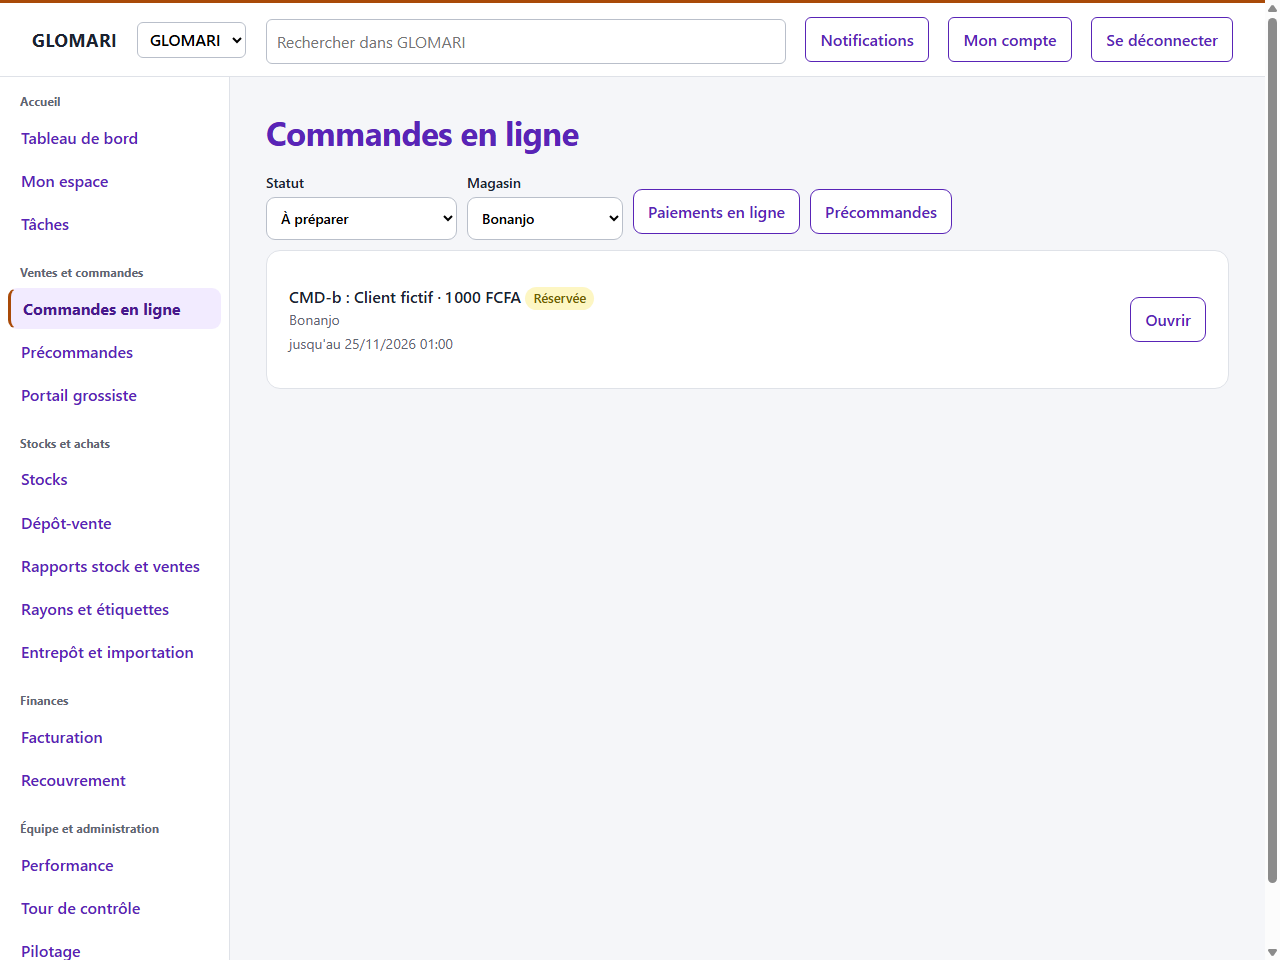 GLOMARI
GLOMARI
Rechercher dans GLOMARI
Notifications
Mon compte
Se déconnecter
Accueil
Tableau de bord
Mon espace
Tâches
Ventes et commandes
Commandes en ligne
Précommandes
Portail grossiste
Stocks et achats
Stocks
Dépôt-vente
Rapports stock et ventes
Rayons et étiquettes
Entrepôt et importation
Finances
Facturation
Recouvrement
Équipe et administration
Performance
Tour de contrôle
Pilotage
Commandes en ligne
Statut
À préparer
Magasin
Bonanjo
Paiements en ligne
Précommandes
CMD-b : Client fictif · 1000 FCFA Réservée
Bonanjo
jusqu'au 25/11/2026 01:00
Ouvrir